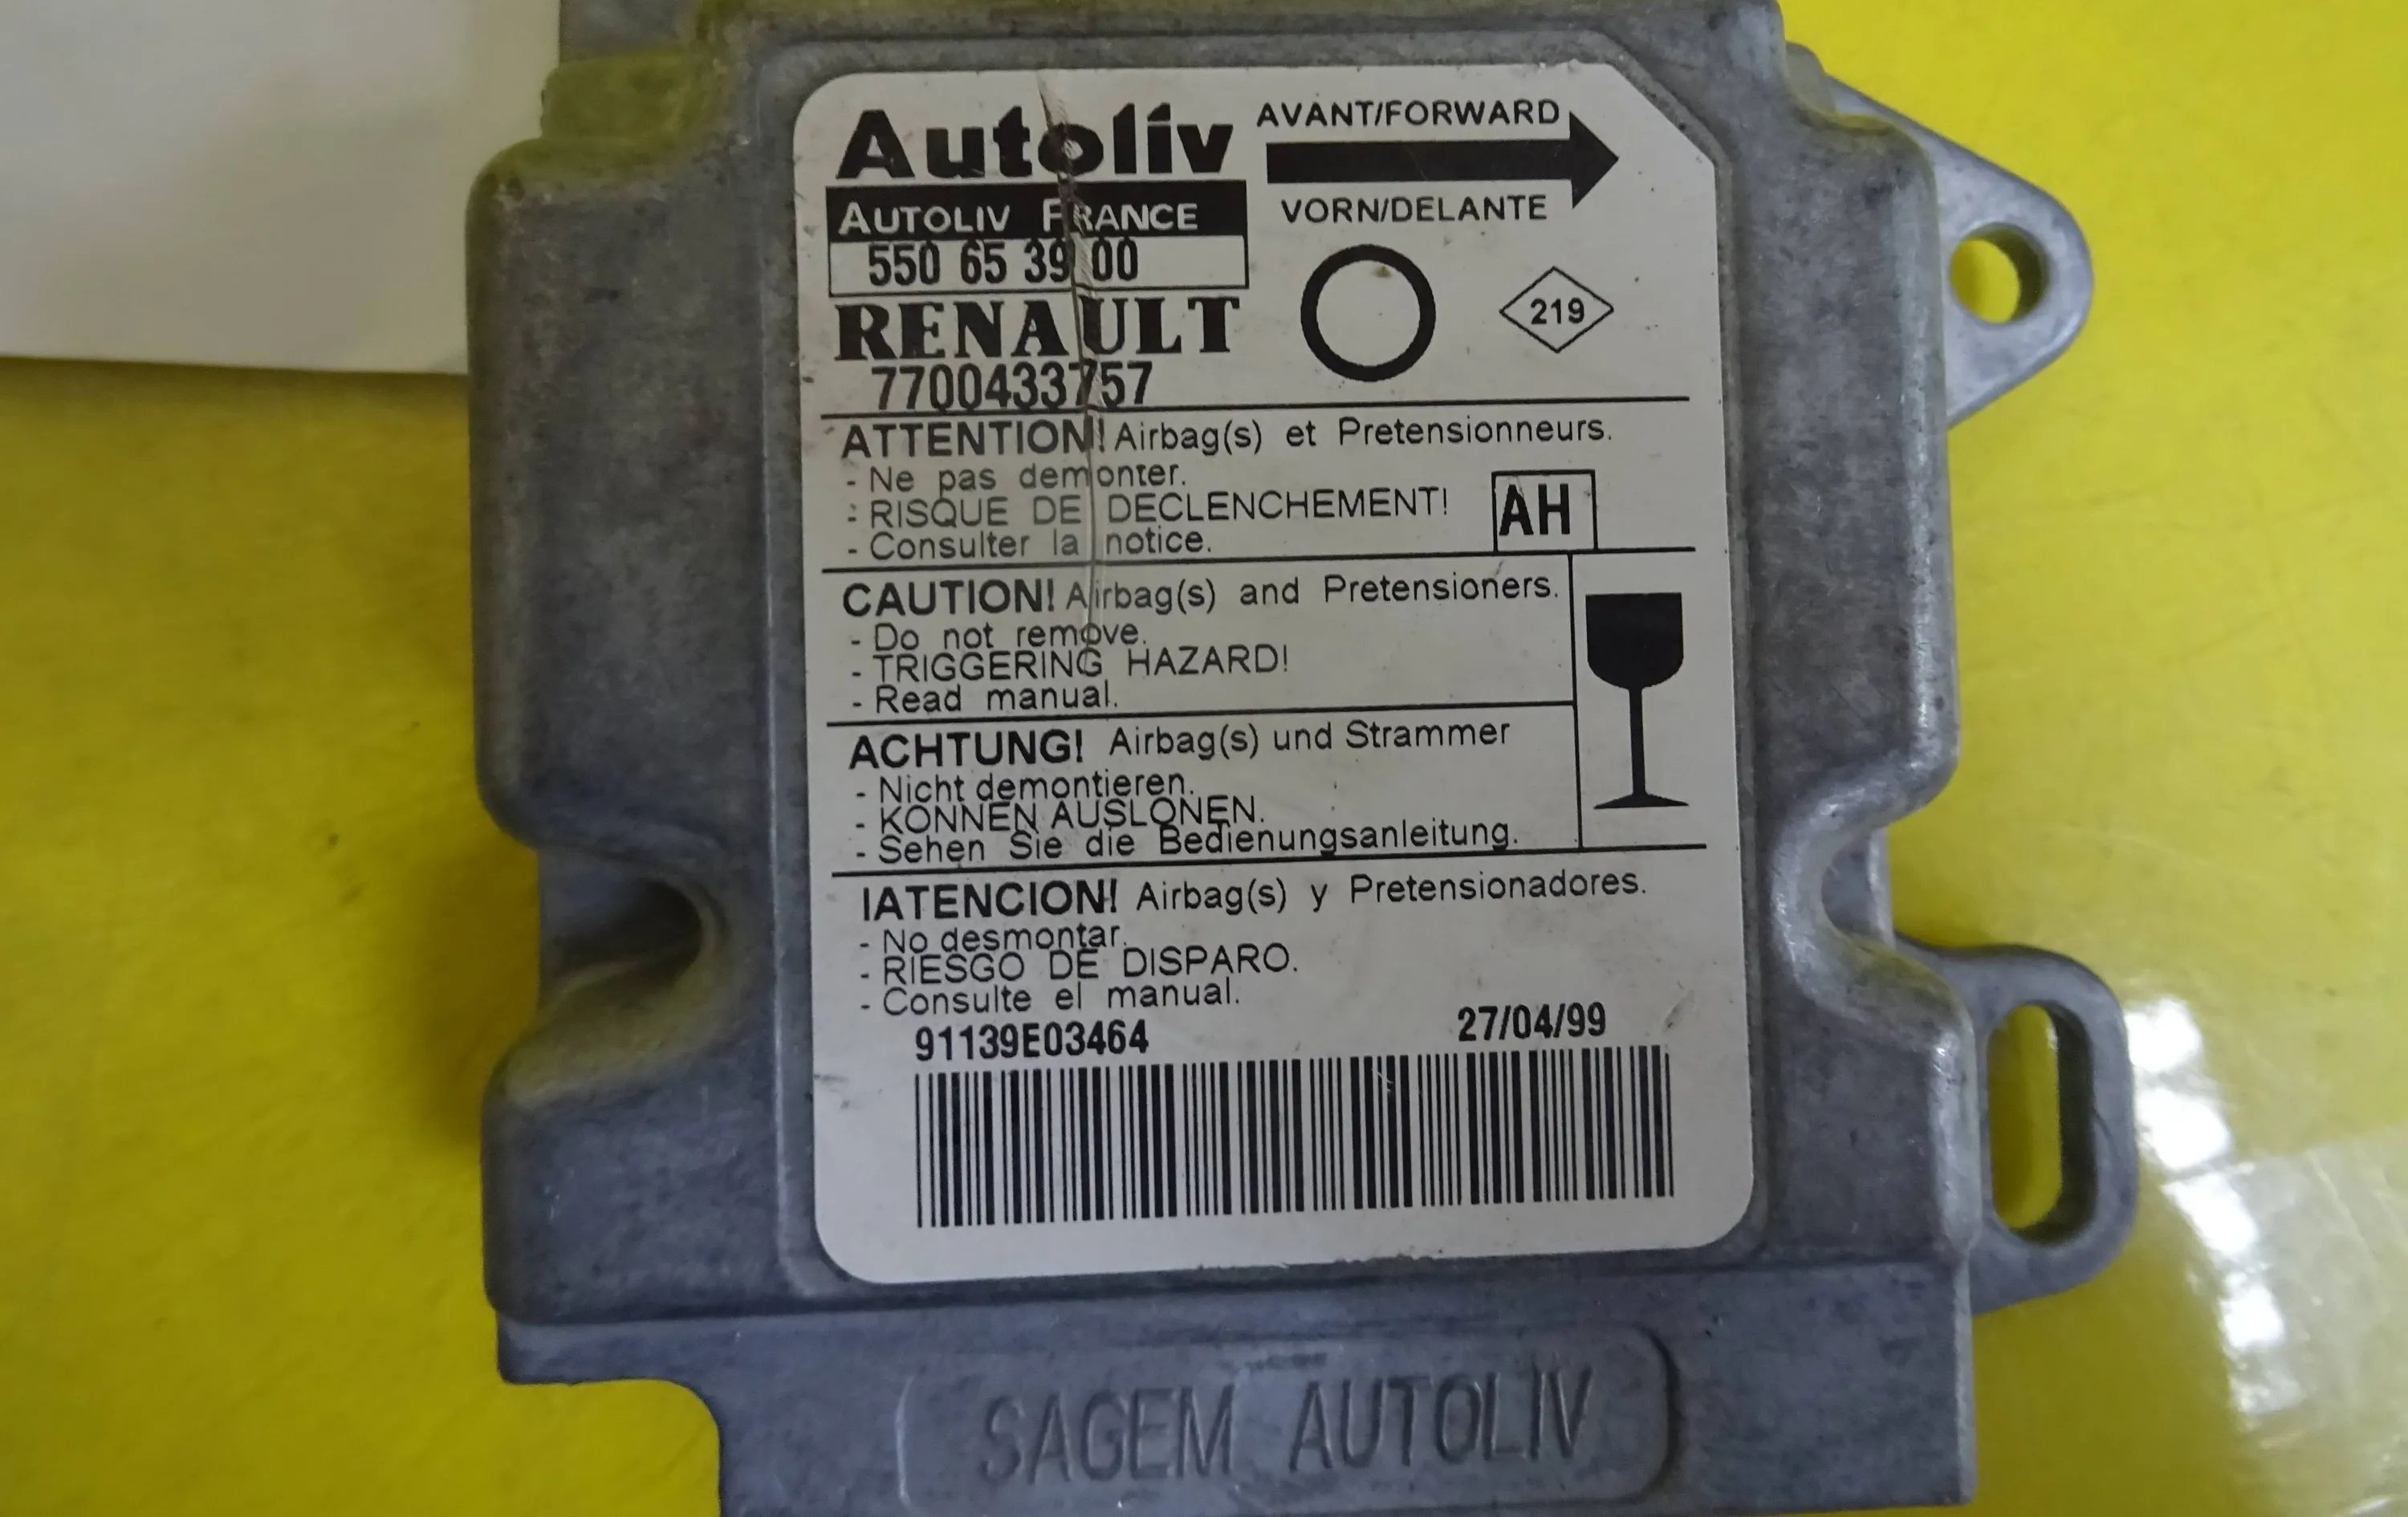 Autoliv
AVANT/FORWARD
AUTOLIV FRANCE
VORN/DELANTE
550 65 39 00
RENAULT
219
7700433757
ATTENTION! Airbag(s) et Pretensionneurs.
- Ne pas demonter.
- RISQUE DE DECLENCHEMENT!
AH
- Consulter la notice.
CAUTION! Airbag(s) and Pretensioners.
- Do not remove.
- TRIGGERING HAZARD!
- Read manual.
ACHTUNG! Airbag(s) und Strammer
- Nicht demontieren.
- KONNEN AUSLONEN.
- Sehen Sie die Bedienungsanleitung.
IATENCION! Airbag(s) y Pretensionadores.
- No desmontar.
- RIESGO DE DISPARO.
- Consulte el manual.
91139E03464
27/04/99
SAGEM AUTOLIV